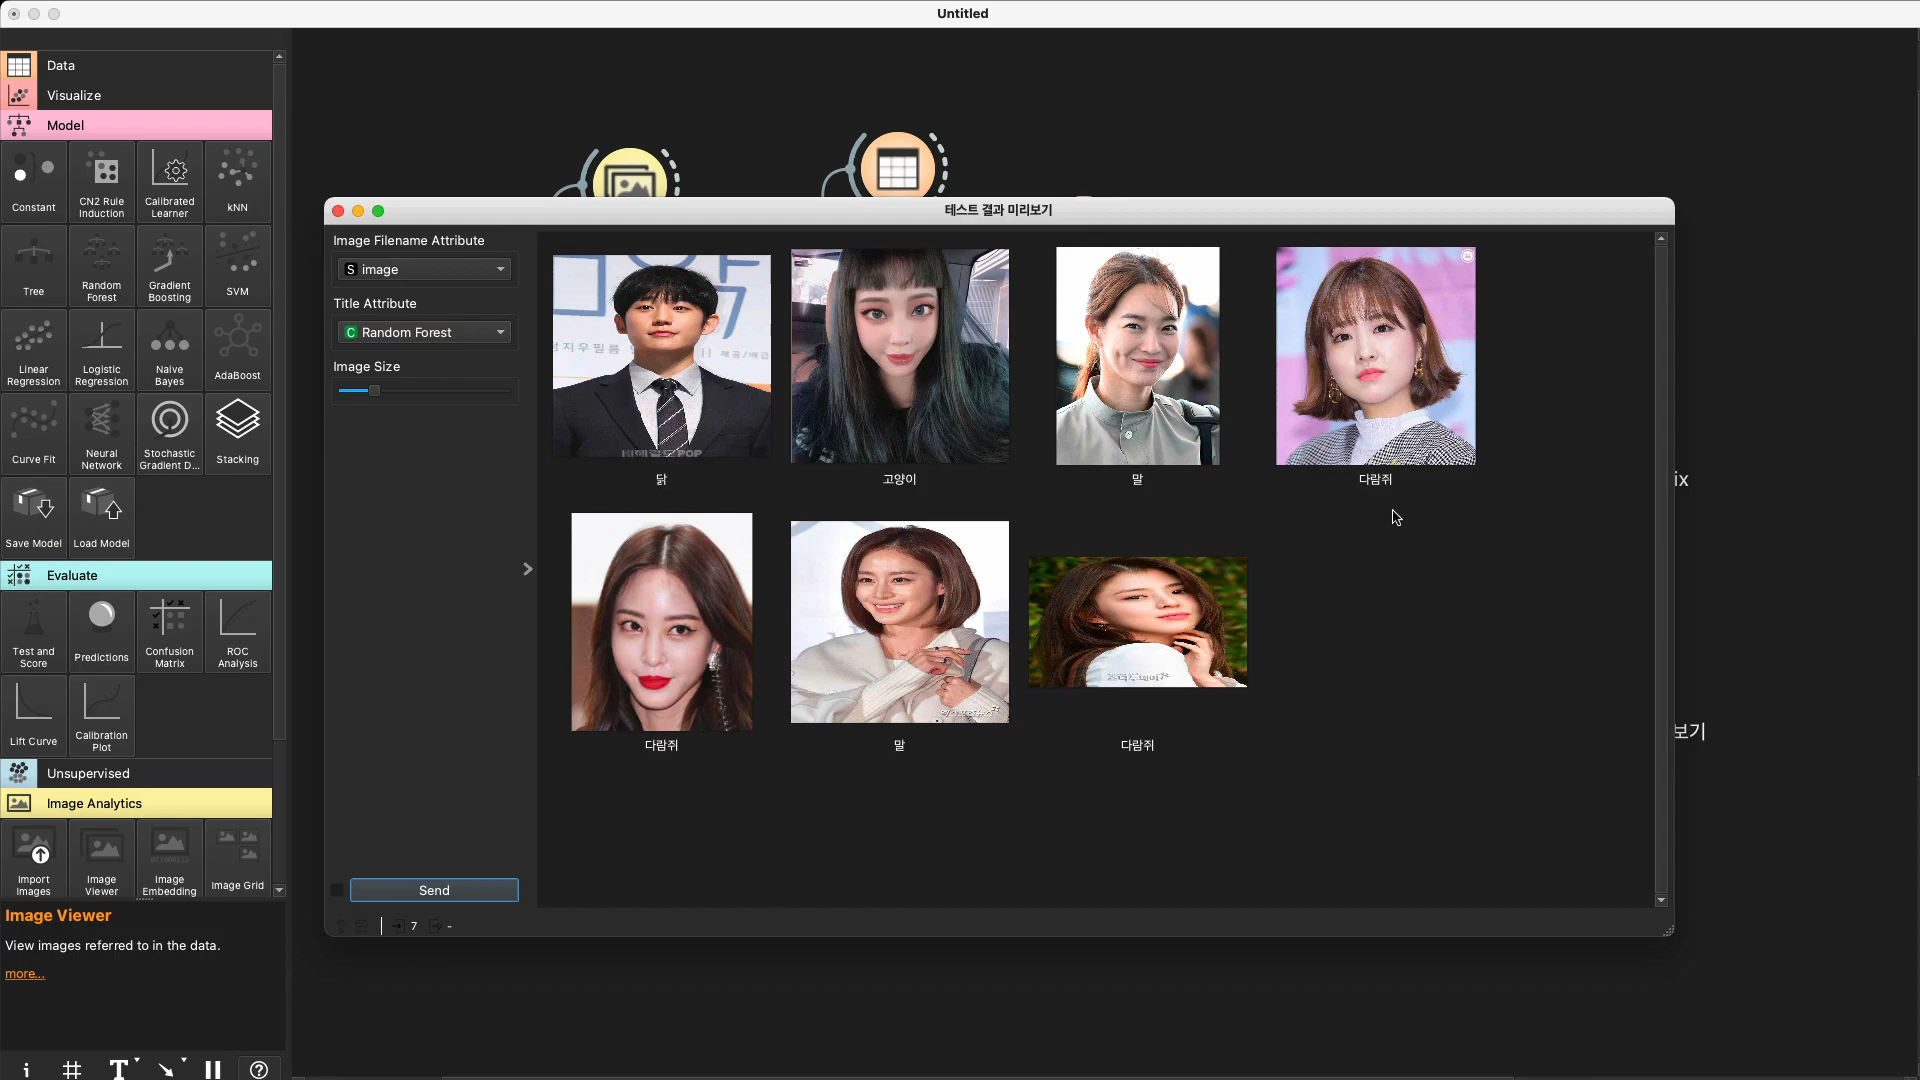 Untitled
Data
Visualize
Model
Constant
CN2 Rule
Induction
Calibrated
Learner
kNN
Tree
Random
Forest
Gradient
Boosting
SVM
Linear
Regression
Logistic
Regression
Naive
Bayes
AdaBoost
Curve Fit
Neural
Network
Stochastic
Gradient D...
Stacking
Save Model
Load Model
Evaluate
Test and
Score
Predictions
Confusion
Matrix
ROC
Analysis
Lift Curve
Calibration
Plot
Unsupervised
Image Analytics
Import
Images
Image
Viewer
Image
Embedding
Image Grid
Image Viewer
View images referred to in the data.
more...
테스트 결과 미리보기
Image Filename Attribute
S image
Title Attribute
C Random Forest
Image Size
닭
고양이
말
다람쥐
다람쥐
말
다람쥐
Send
7
-
ix
보기